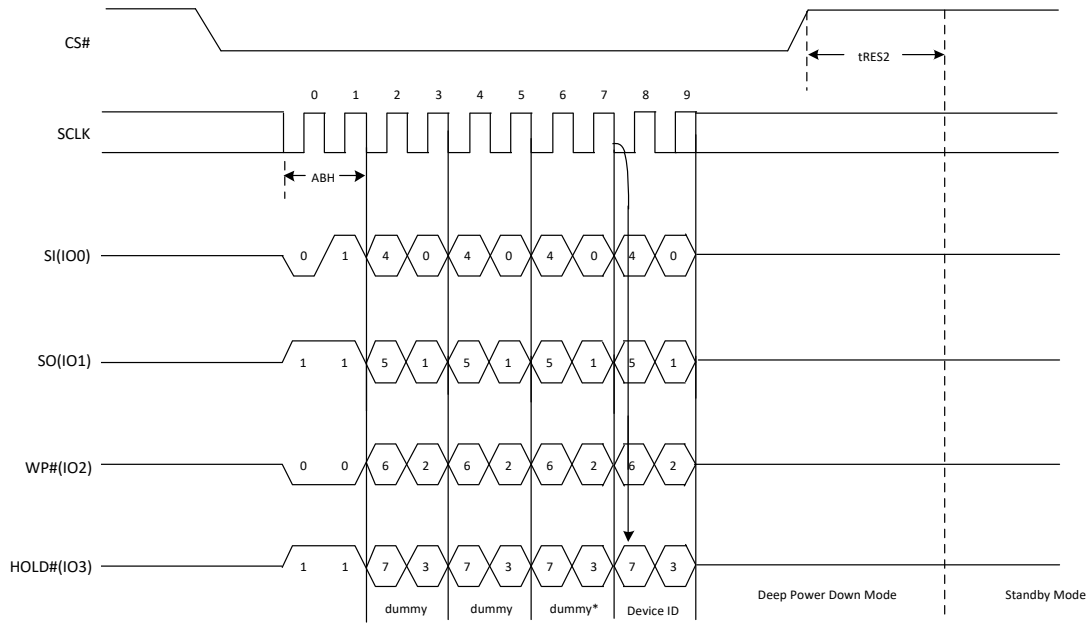 CS#
tRES2
0 1 2 3 4 5 6 7 8 9
SCLK
ABH
SI(IO0) 0 1 4 0 4 0 4 0 4 0
SO(IO1) 1 1 5 1 5 1 5 1 5 1
WP#(IO2) 0 0 6 2 6 2 6 2 6 2
HOLD#(IO3) 1 1 7 3 7 3 7 3 7 3
dummy dummy dummy* Device ID Deep Power Down Mode Standby Mode